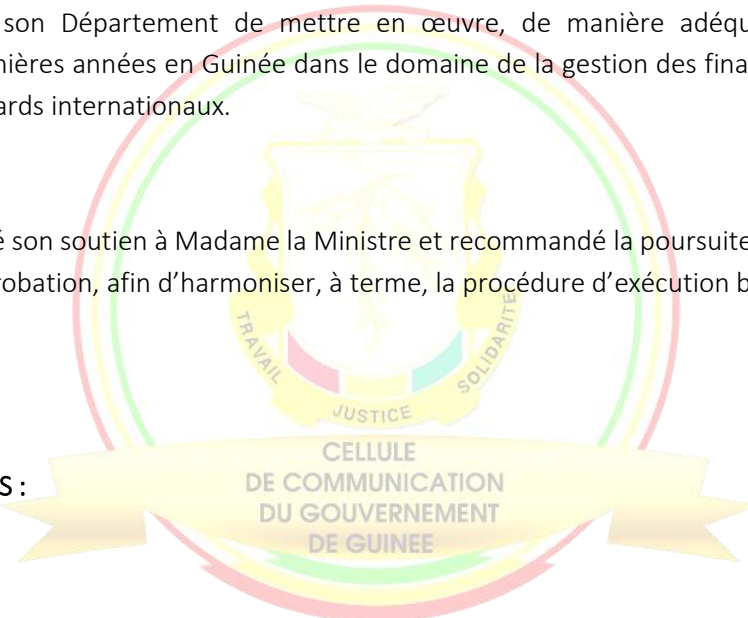 son Département de mettre en œuvre, de manière adéqu
nières années en Guinée dans le domaine de la gestion des fina
ards internationaux.
é son soutien à Madame la Ministre et recommandé la poursuite
robation, afin d'harmoniser, à terme, la procédure d'exécution b
TRAVAIL
JUSTICE
SOLIDARITE
S :
CELLULE
DE COMMUNICATION
DU GOUVERNEMENT
DE GUINEE